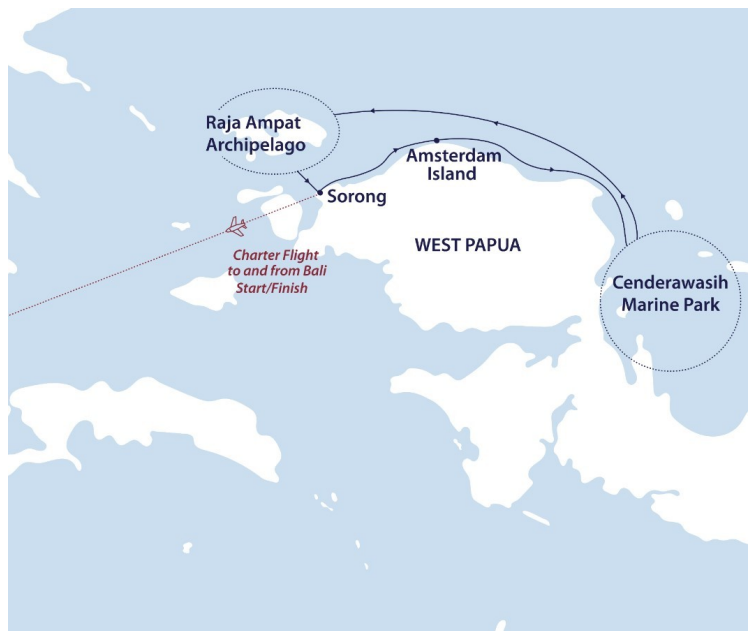 Raja Ampat
Archipelago
Amsterdam
Island
Sorong
WEST PAPUA
Charter Flight
to and from Bali
Start/Finish
Cenderawasih
Marine Park